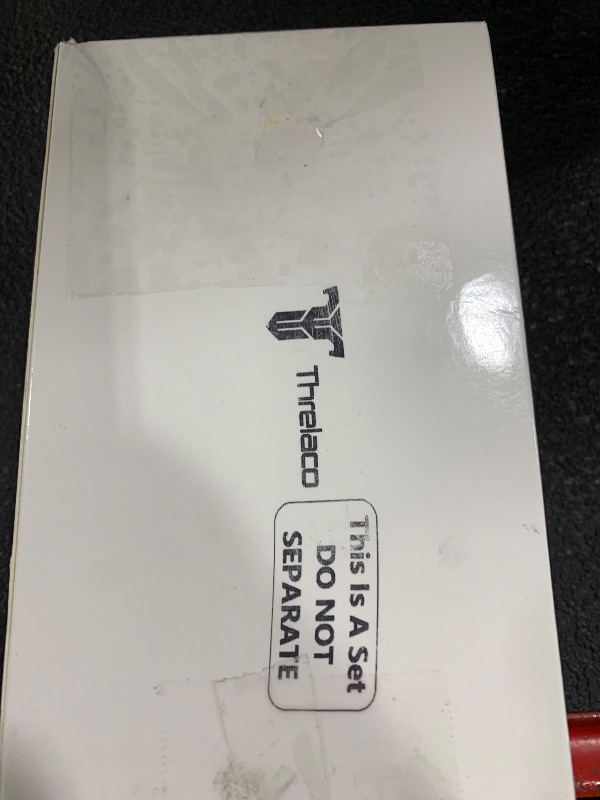 Threlaco
This Is A Set
DO NOT
SEPARATE